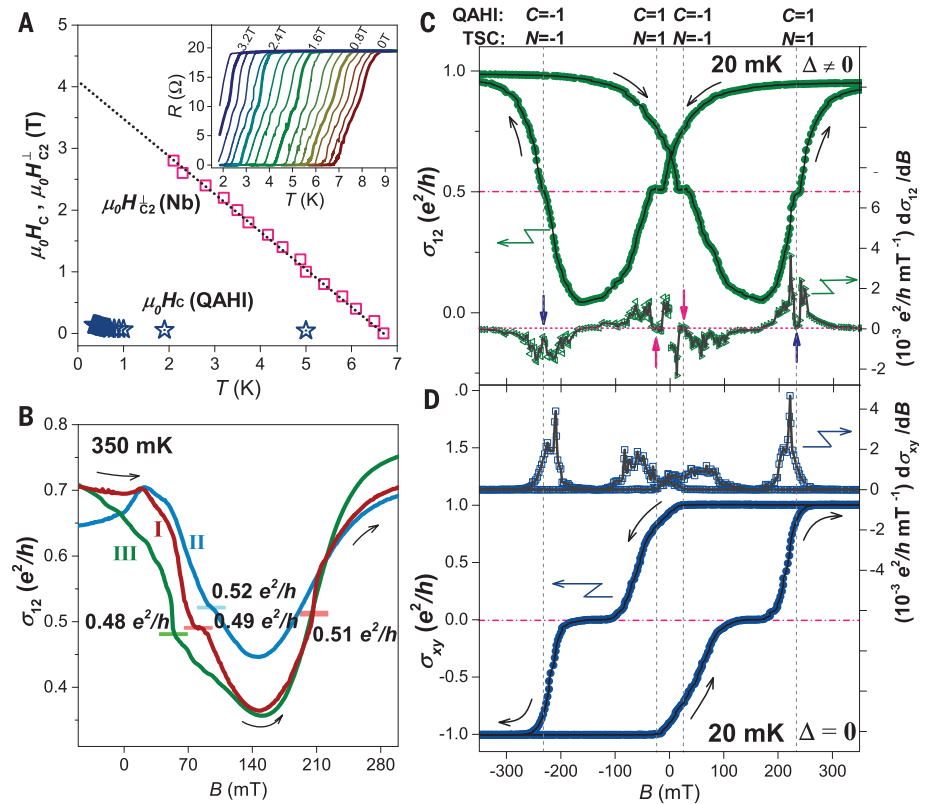 A
5
4
3
2
1
0
μ₀H_C , μ₀H⊥_C2 (T)
0 1 2 3 4 5 6 7
T (K)
μ₀H⊥_C2 (Nb)
μ₀H_C (QAHI)
20
10
0
R (Ω)
3.2T 2.4T 1.6T 0.8T 0T
2 3 4 5 6 7 8 9
T (K)
B
350 mK
0.8
0.7
0.6
0.5
0.4
σ₁₂ (e²/h)
I
II
III
0.52 e²/h
0.48 e²/h
0.49 e²/h
0.51 e²/h
0 70 140 210 280
B (mT)
C
QAHI: C=-1 C=1 C=-1 C=1
TSC: N=-1 N=1 N=-1 N=1
20 mK Δ ≠ 0
1.0
0.5
0.0
σ₁₂ (e²/h)
6
4
2
0
-2
(10⁻³ e²/h mT⁻¹) dσ₁₂ /dB
D
.0
1.5
1.0
0.5
0.0
-0.5
-1.0
σxy (e²/h)
4
2
0
-2
-4
(10⁻³ e²/h mT⁻¹) dσxy /dB
20 mK Δ = 0
-300 -200 -100 0 100 200 300
B (mT)